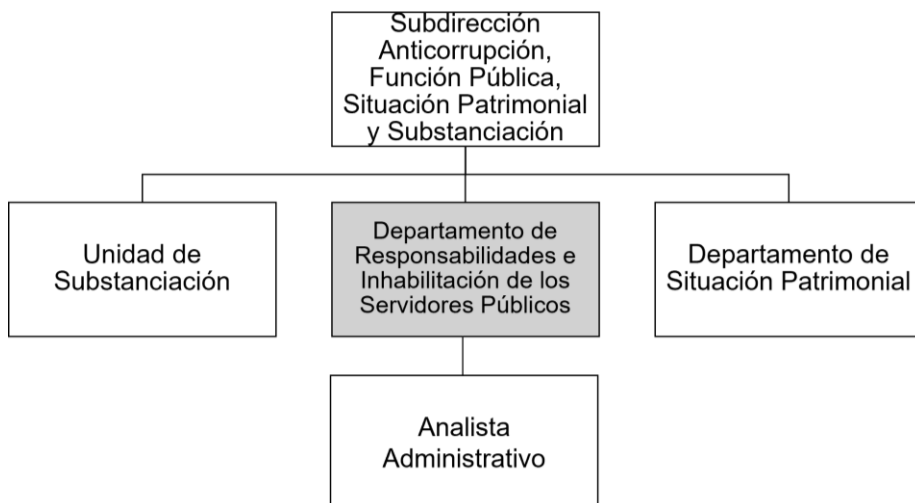 Subdirección
Anticorrupción,
Función Pública,
Situación Patrimonial
y Substanciación
Unidad de
Substanciación
Departamento de
Responsabilidades e
Inhabilitación de los
Servidores Públicos
Departamento de
Situación Patrimonial
Analista
Administrativo